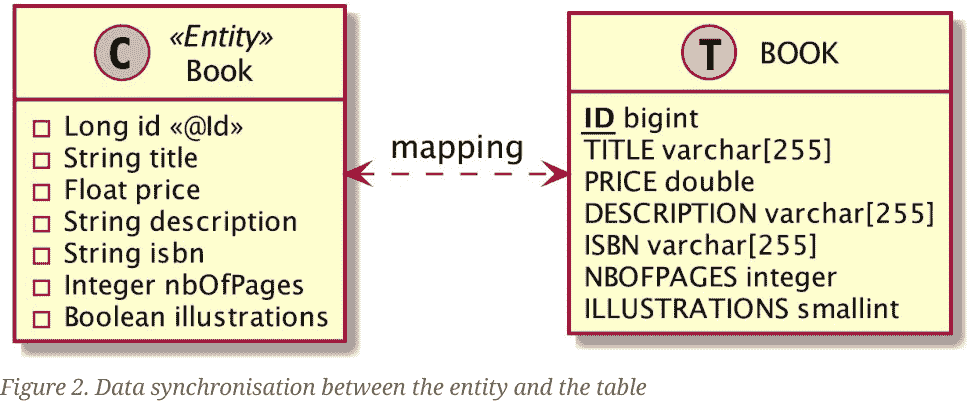 C
«Entity»
Book
Long id «@Id»
String title
Float price
String description
String isbn
Integer nbOfPages
Boolean illustrations
mapping
T
BOOK
ID bigint
TITLE varchar[255]
PRICE double
DESCRIPTION varchar[255]
ISBN varchar[255]
NBOFPAGES integer
ILLUSTRATIONS smallint
Figure 2. Data synchronisation between the entity and the table